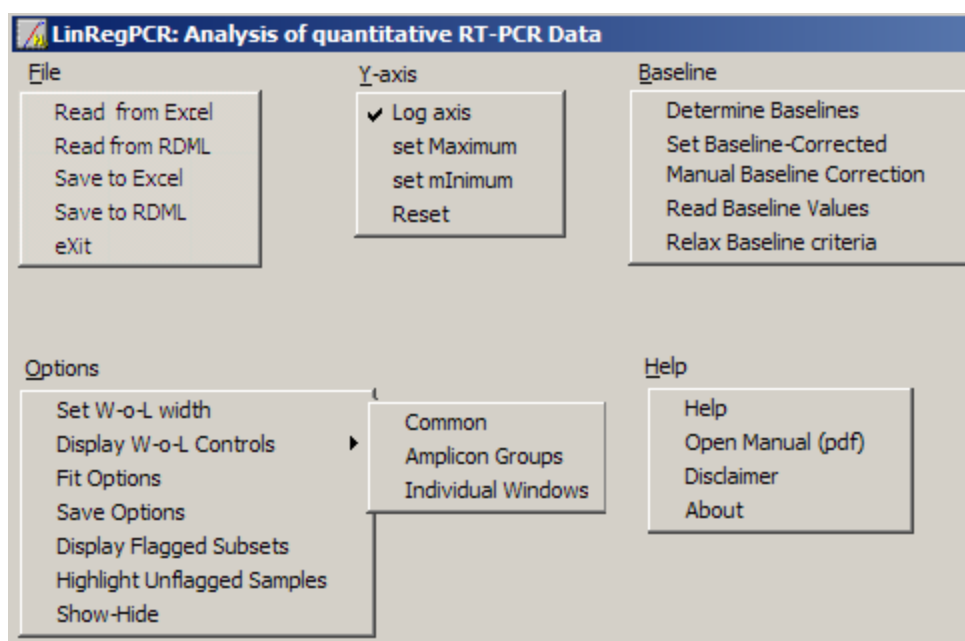 LinRegPCR: Analysis of quantitative RT-PCR Data
File
Read from Excel
Read from RDML
Save to Excel
Save to RDML
eXit
Y-axis
Log axis
set Maximum
set mInimum
Reset
Baseline
Determine Baselines
Set Baseline-Corrected
Manual Baseline Correction
Read Baseline Values
Relax Baseline criteria
Options
Set W-o-L width
Display W-o-L Controls
Fit Options
Save Options
Display Flagged Subsets
Highlight Unflagged Samples
Show-Hide
Common
Amplicon Groups
Individual Windows
Help
Help
Open Manual (pdf)
Disclaimer
About